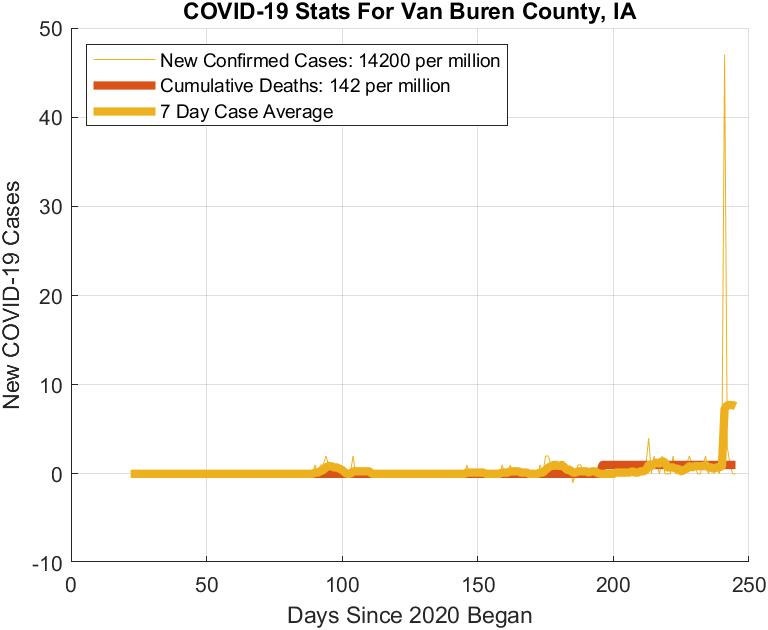 COVID-19 Stats For Van Buren County, IA
50
New Confirmed Cases: 14200 per million
Cumulative Deaths: 142 per million
7 Day Case Average
40
30
20
10
0
-10
New COVID-19 Cases
0 50 100 150 200 250
Days Since 2020 Began